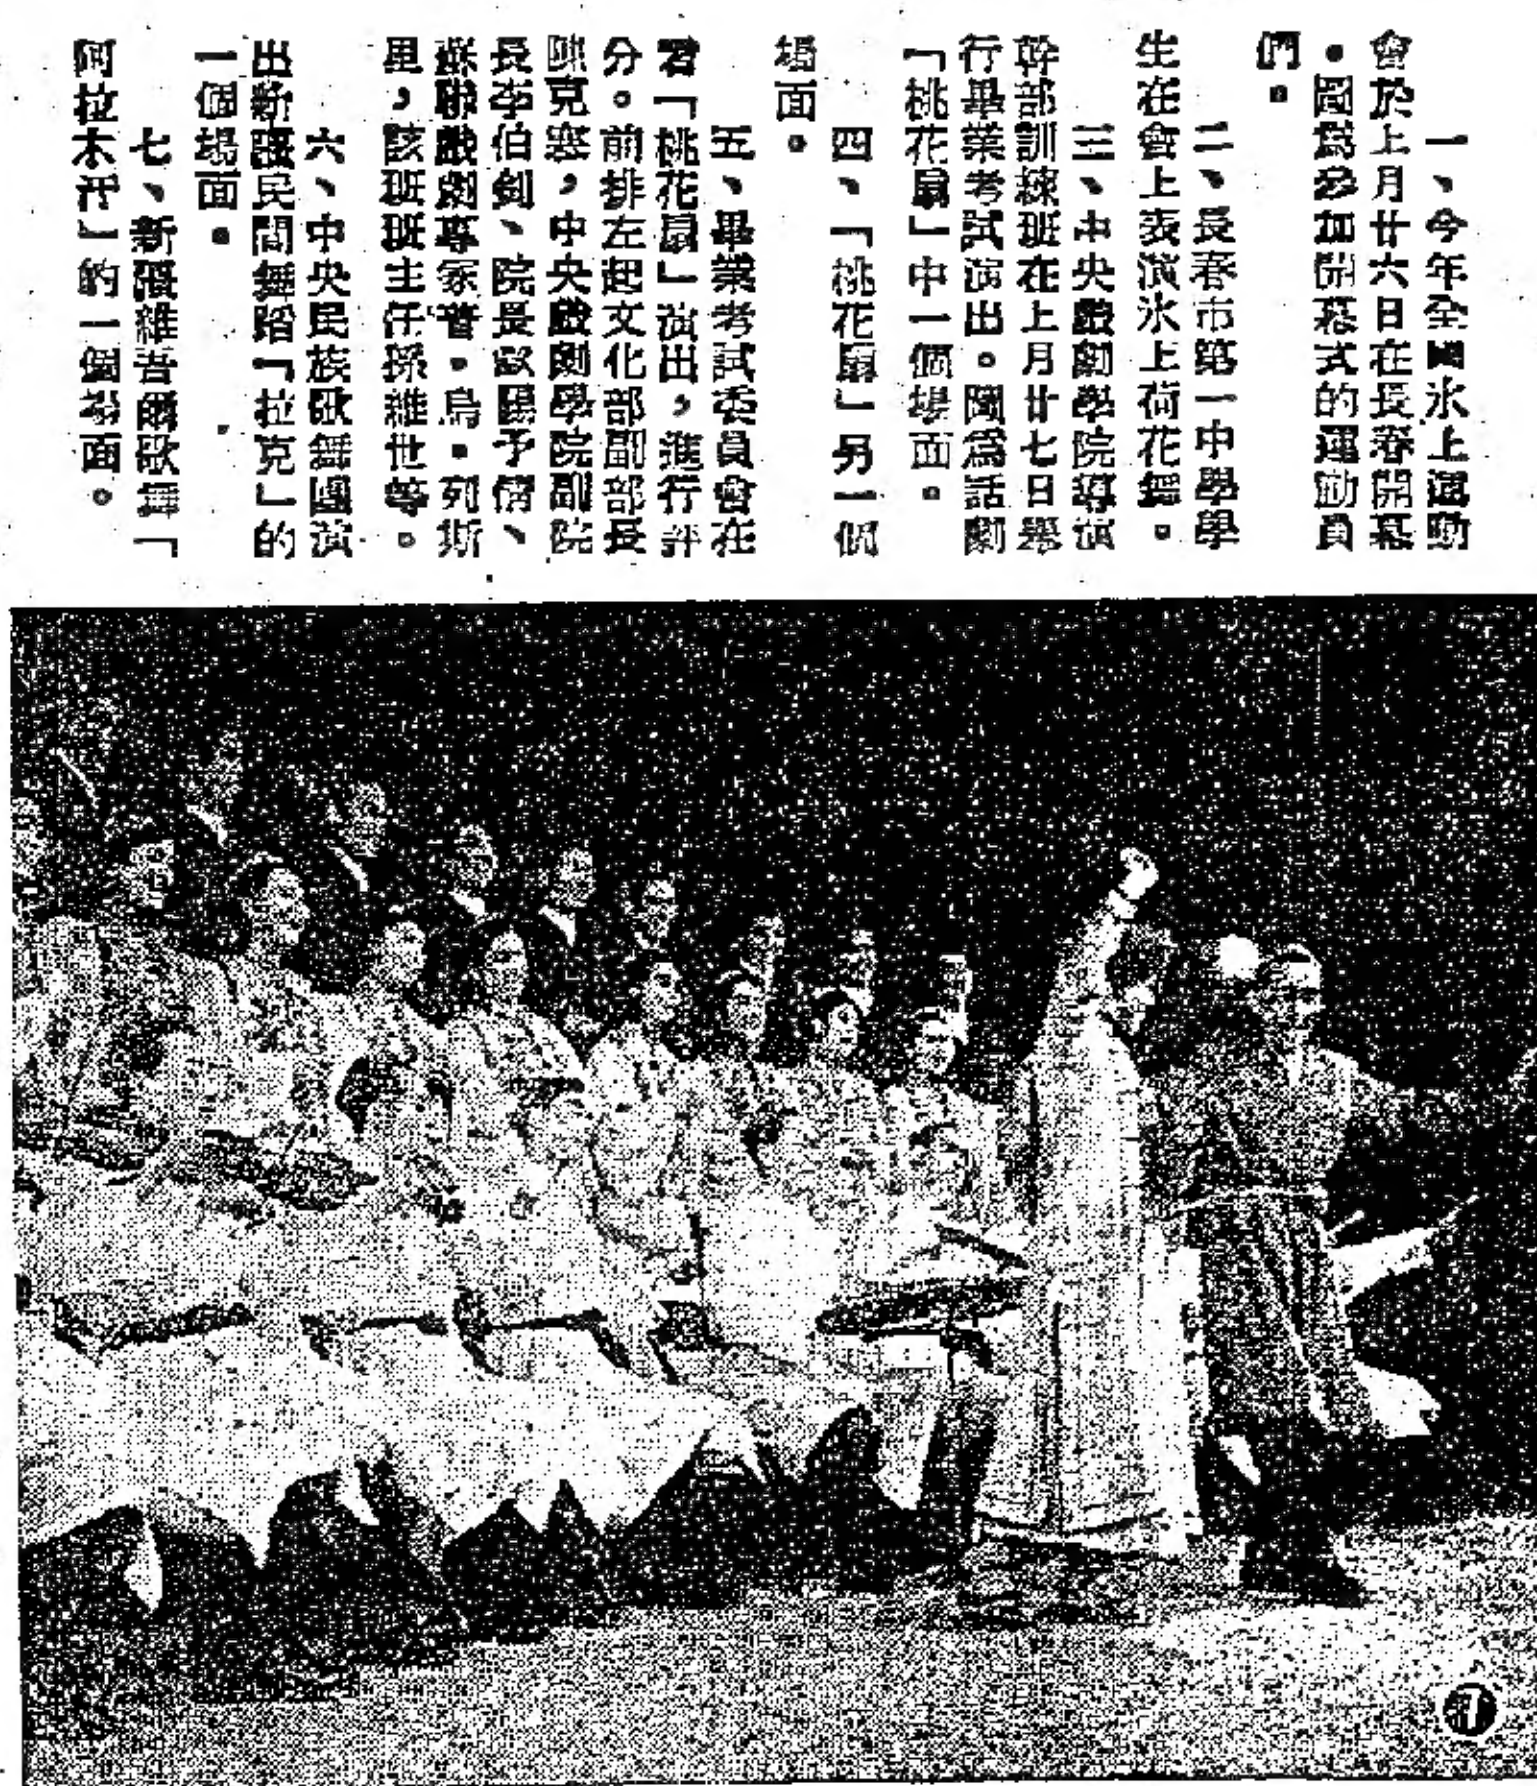 一、今年全國氷上運動
會於上月廿六日在長春開幕
。圖爲參加開幕式的運動員
們。
二、長春市第一中學學
生在會上表演氷上荷花舞。
三、中央戲劇學院導演
幹部訓練班在上月廿七日舉
行畢業考試演出。圖爲話劇
「桃花扇」中一個場面。
四、「桃花扇」另一個
場面。
五、畢業考試委員會在
看「桃花扇」演出，進行評
分。前排左起文化部副部長
陳克寒，中央戲劇學院副院
長李伯釗、院長歐陽予倩、
蘇聯戲劇專家普・烏・列斯
里，該班班主任孫維世等。
六、中央民族歌舞團演
出新疆民間舞蹈「拉克」的
一個場面。
七、新疆維吾爾歌舞「
阿拉木汗」的一個場面。